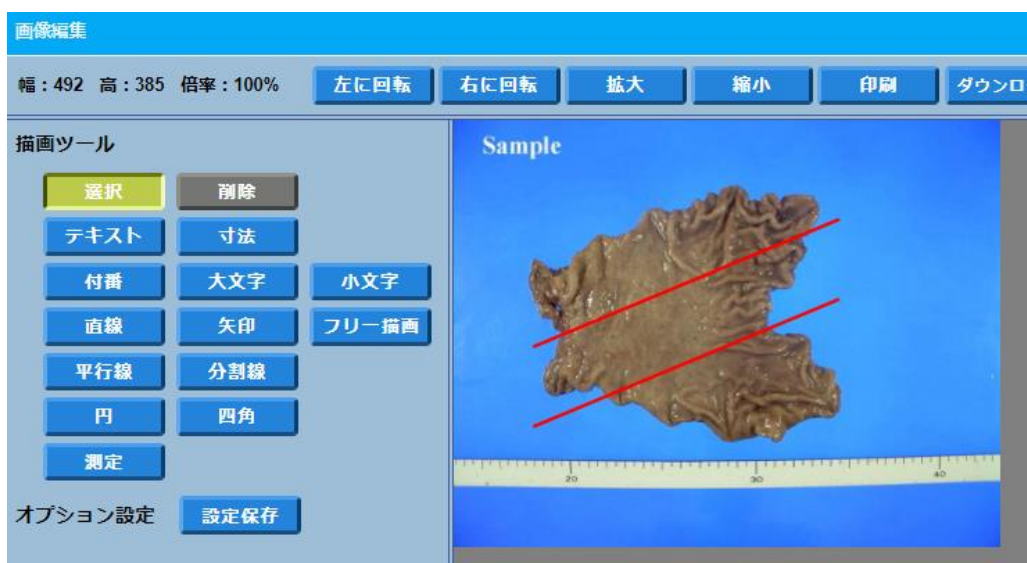 画像編集
幅：492 高：385 倍率：100% 左に回転 右に回転 拡大 縮小 印刷 ダウンロ
描画ツール
Sample
選択 削除
テキスト 寸法
付番 大文字 小文字
直線 矢印 フリー描画
平行線 分割線
円 四角
測定
20 30 40
オプション設定 設定保存